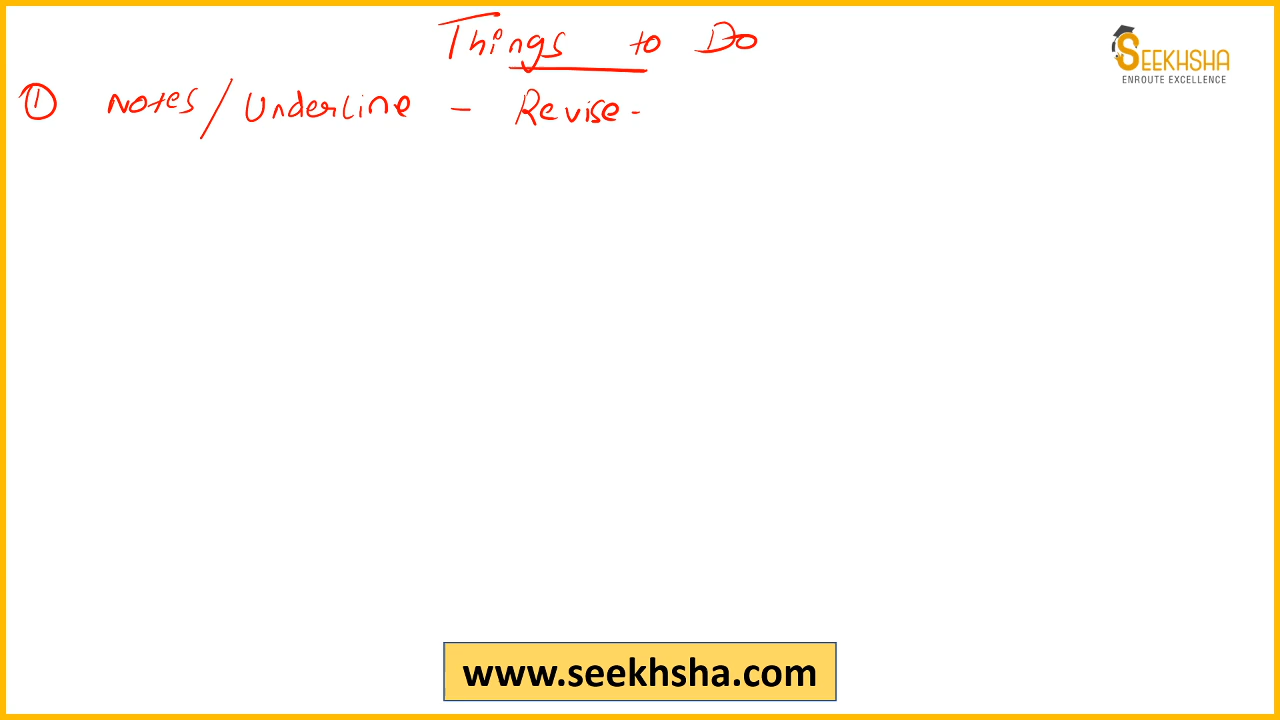 Things to Do
SEEKHSHA
ENROUTE EXCELLENCE
① Notes / Underline - Revise -
www.seekhsha.com